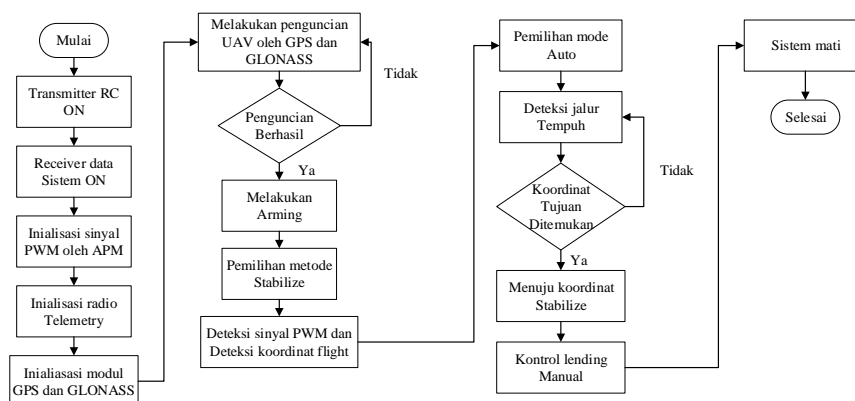 Mulai
Transmitter RC
ON
Receiver data
Sistem ON
Inialisasi sinyal
PWM oleh APM
Inialisasi radio
Telemetry
Inialiasasi modul
GPS dan GLONASS
Melakukan penguncian
UAV oleh GPS dan
GLONASS
Tidak
Penguncian
Berhasil
Ya
Melakukan
Arming
Pemilihan metode
Stabilize
Deteksi sinyal PWM dan
Deteksi koordinat flight
Pemilihan mode
Auto
Deteksi jalur
Tempuh
Tidak
Koordinat
Tujuan
Ditemukan
Ya
Menuju koordinat
Stabilize
Kontrol lending
Manual
Sistem mati
Selesai